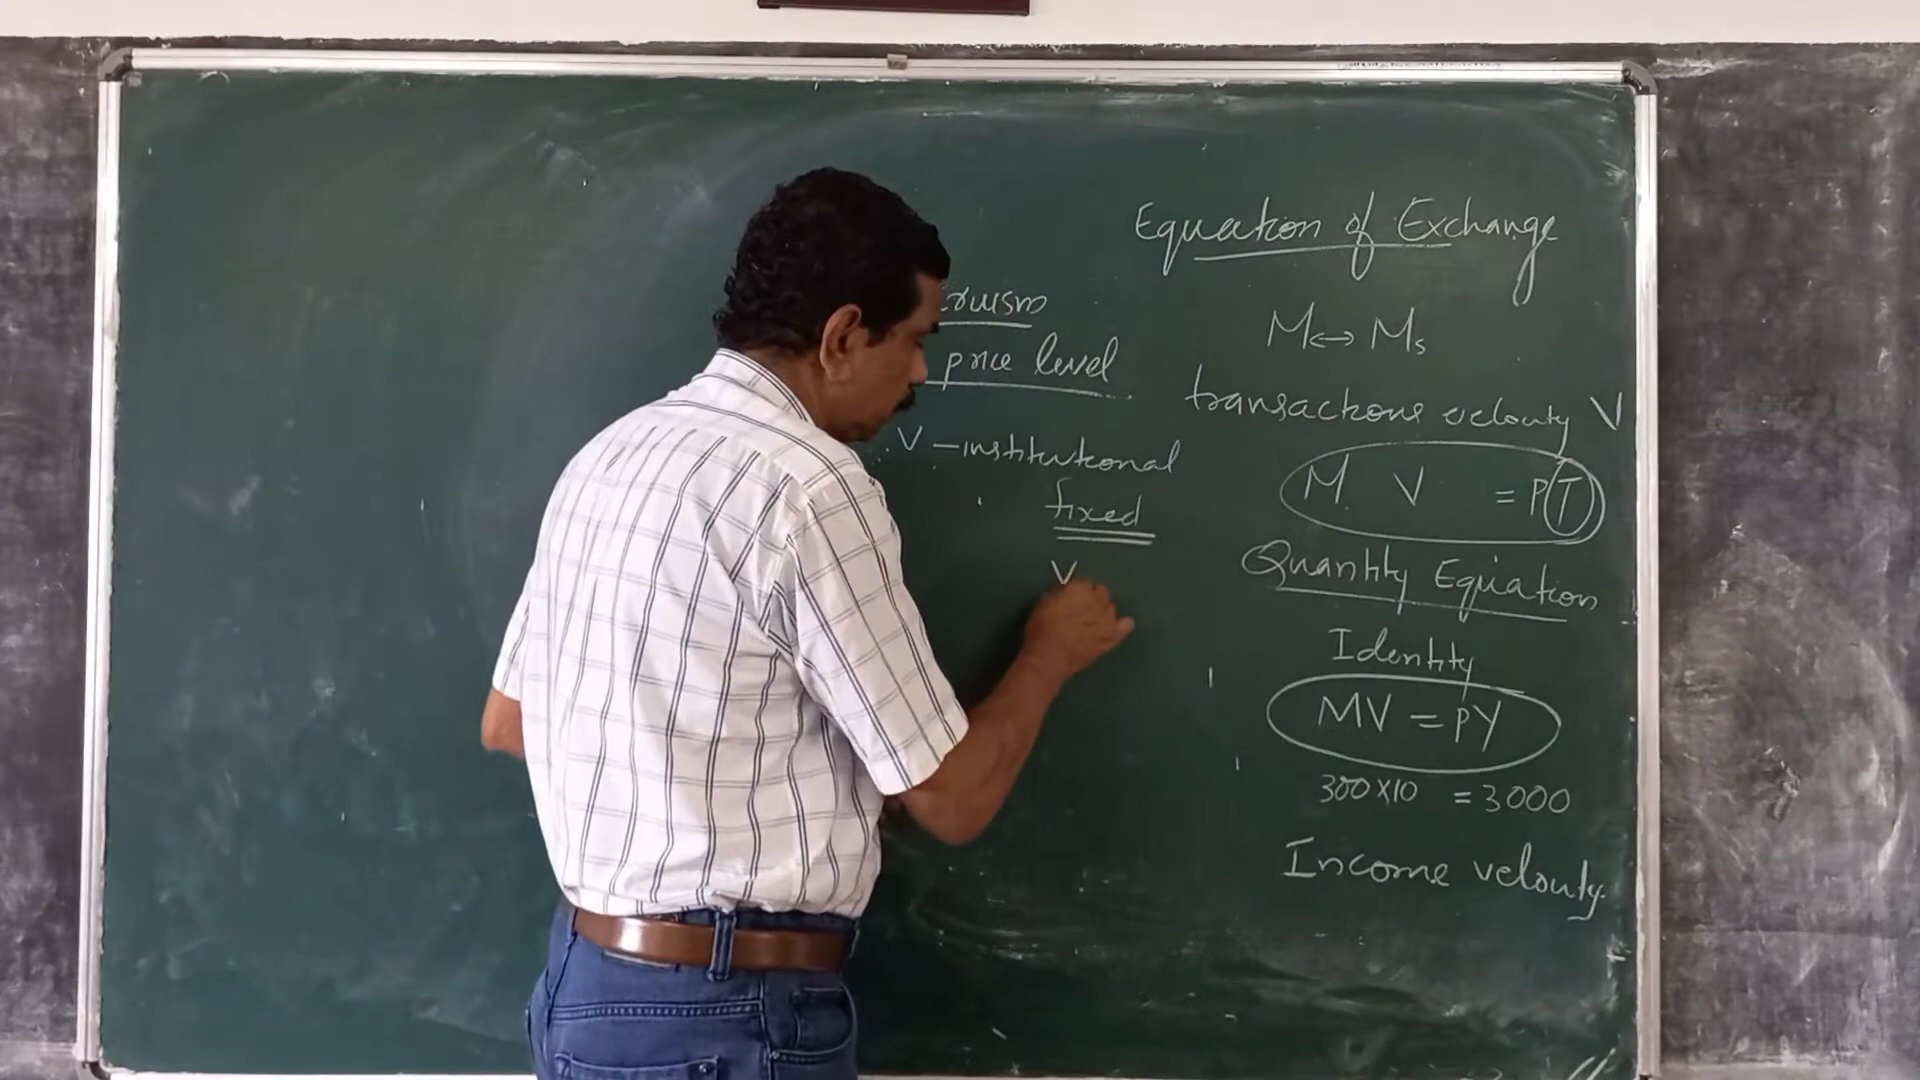 price level
V – institutional
fixed
V
Equation of Exchange
M ↔ Ms
transactions velocity V
M V = PT
Quantity Equation
Identity
MV = PY
300 × 10 = 3000
Income velocity.